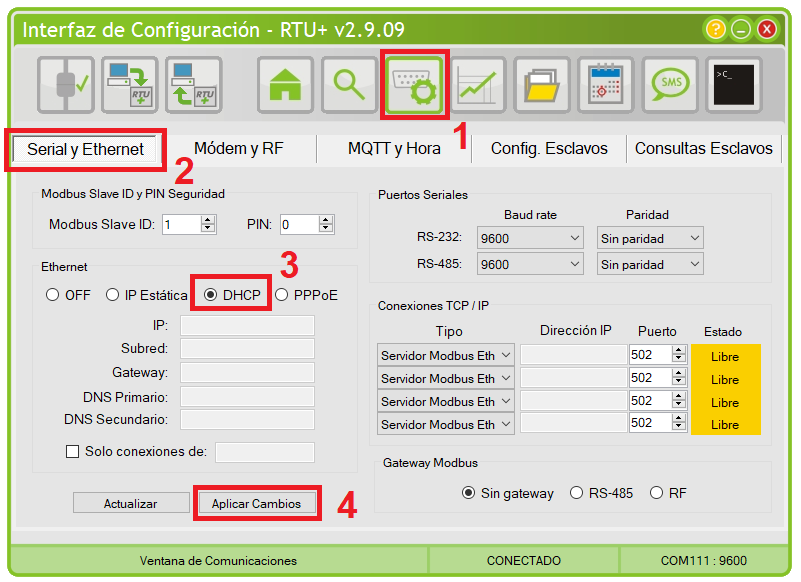 Interfaz de Configuración - RTU+ v2.9.09
?
RTU
+
RTU
+
SMS
>C_
1
Serial y Ethernet
Módem y RF
MQTT y Hora
Config. Esclavos
Consultas Esclavos
2
Modbus Slave ID y PIN Seguridad
Modbus Slave ID: 1
PIN: 0
Ethernet
3
OFF
IP Estática
DHCP
PPPoE
IP:
Subred:
Gateway:
DNS Primario:
DNS Secundario:
Solo conexiones de:
Actualizar
Aplicar Cambios
4
Puertos Seriales
Baud rate
Paridad
RS-232: 9600 Sin paridad
RS-485: 9600 Sin paridad
Conexiones TCP / IP
Tipo Dirección IP Puerto Estado
Servidor Modbus Eth 502 Libre
Servidor Modbus Eth 502 Libre
Servidor Modbus Eth 502 Libre
Servidor Modbus Eth 502 Libre
Gateway Modbus
Sin gateway
RS-485
RF
Ventana de Comunicaciones
CONECTADO
COM111 : 9600